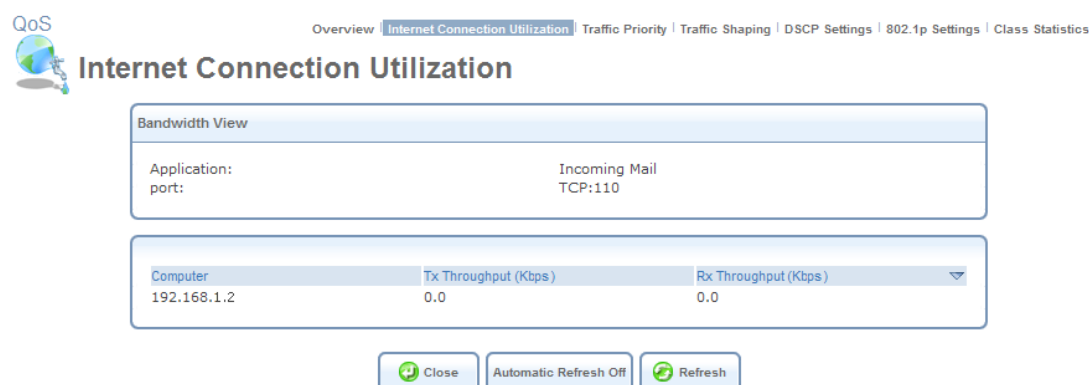 QoS
Overview | Internet Connection Utilization | Traffic Priority | Traffic Shaping | DSCP Settings | 802.1p Settings | Class Statistics
Internet Connection Utilization
Bandwidth View
Application: Incoming Mail
port: TCP:110
Computer Tx Throughput (Kbps) Rx Throughput (Kbps)
192.168.1.2 0.0 0.0
Close Automatic Refresh Off Refresh